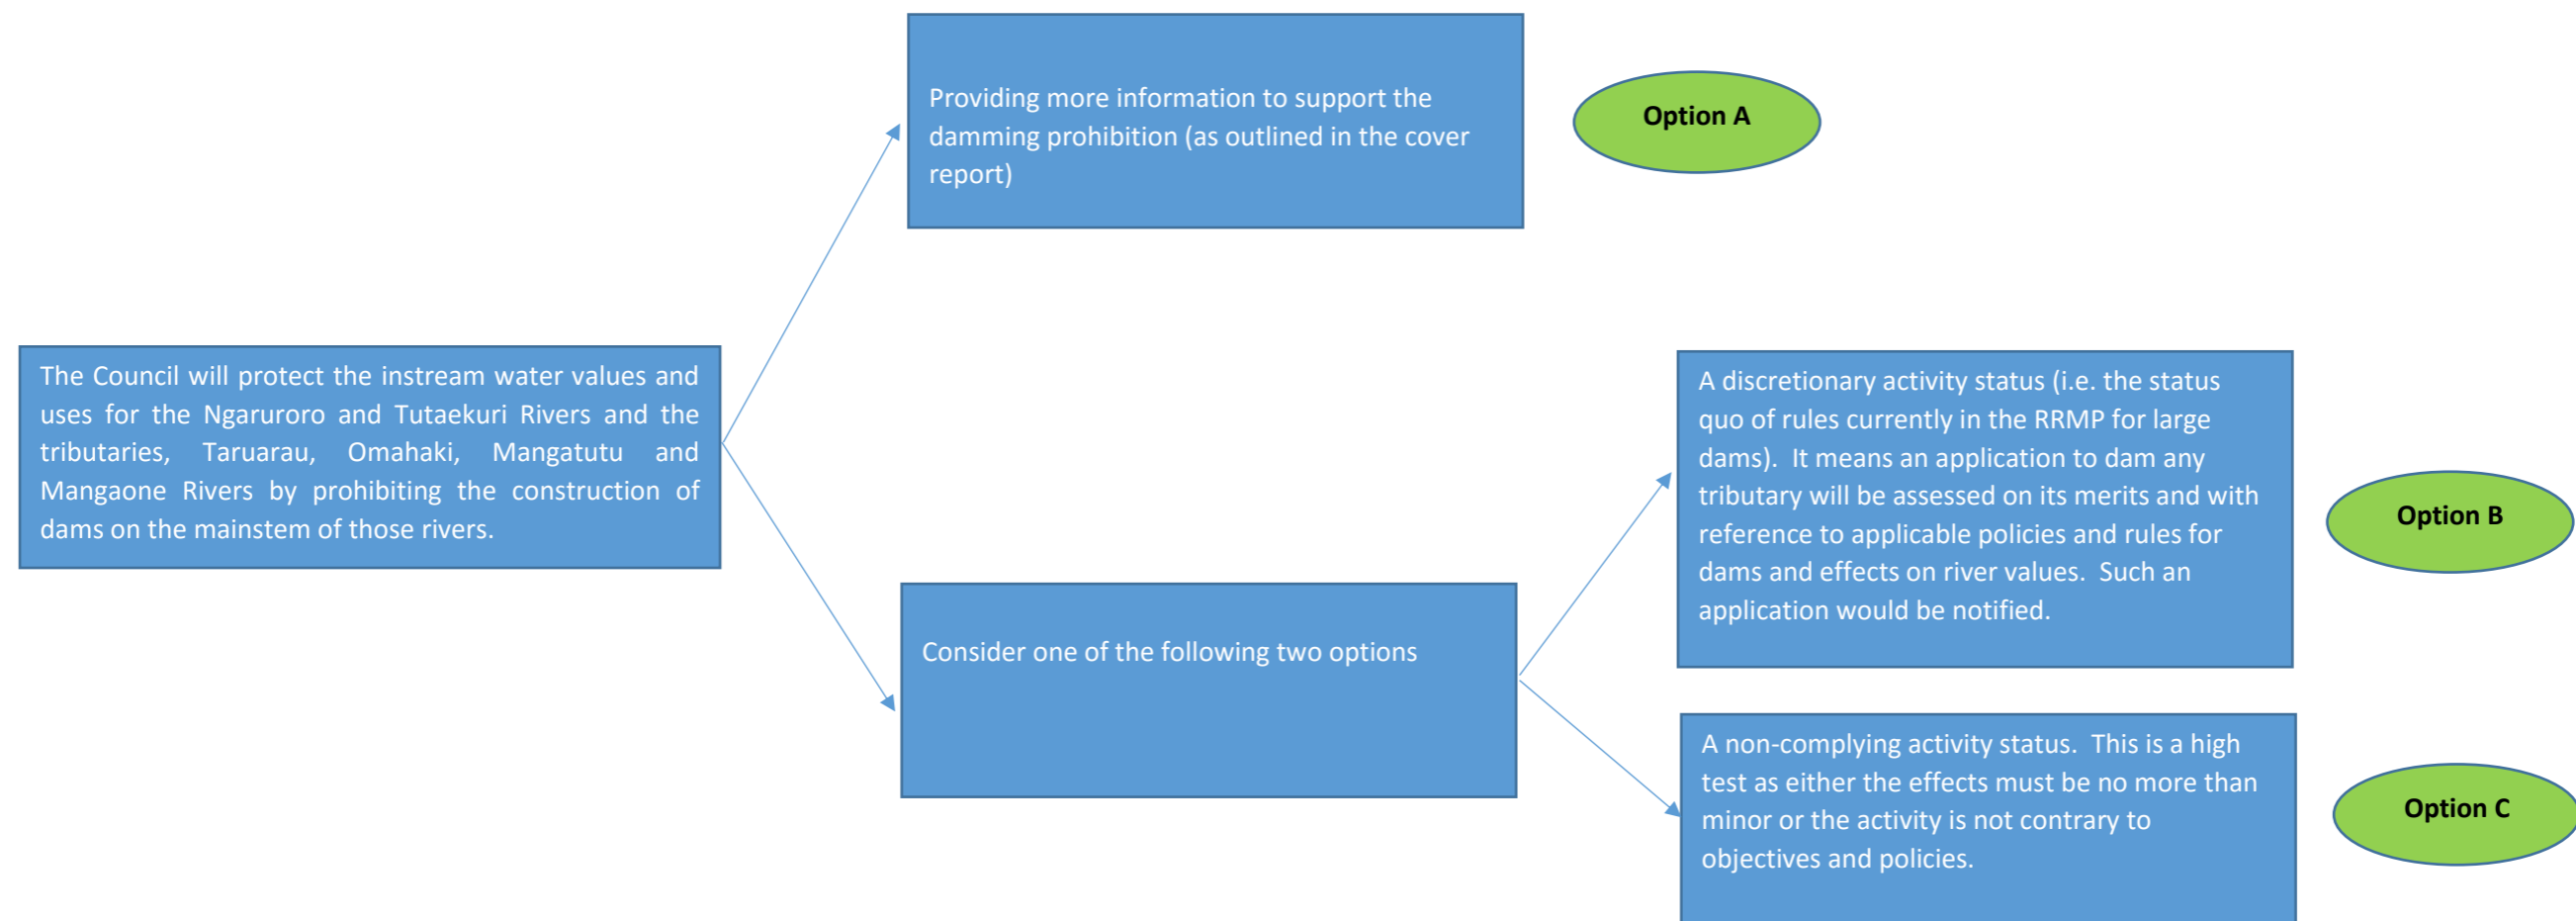 Providing more information to support the
damming prohibition (as outlined in the cover
report)
Option A
The Council will protect the instream water values and
uses for the Ngaruroro and Tutaekuri Rivers and the
tributaries, Taruarau, Omahaki, Mangatutu and
Mangaone Rivers by prohibiting the construction of
dams on the mainstem of those rivers.
Consider one of the following two options
A discretionary activity status (i.e. the status
quo of rules currently in the RRMP for large
dams). It means an application to dam any
tributary will be assessed on its merits and with
reference to applicable policies and rules for
dams and effects on river values. Such an
application would be notified.
Option B
A non-complying activity status. This is a high
test as either the effects must be no more than
minor or the activity is not contrary to
objectives and policies.
Option C